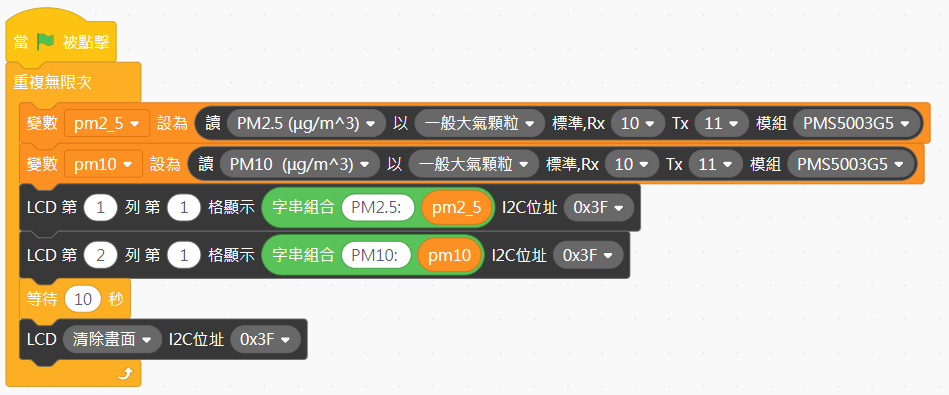 當 被點擊
重複無限次
變數 pm2_5 設為 讀 PM2.5 (μg/m^3) 以 一般大氣顆粒 標準,Rx 10 Tx 11 模組 PMS5003G5
變數 pm10 設為 讀 PM10 (μg/m^3) 以 一般大氣顆粒 標準,Rx 10 Tx 11 模組 PMS5003G5
LCD 第 1 列 第 1 格顯示 字串組合 PM2.5: pm2_5 I2C位址 0x3F
LCD 第 2 列 第 1 格顯示 字串組合 PM10: pm10 I2C位址 0x3F
等待 10 秒
LCD 清除畫面 I2C位址 0x3F